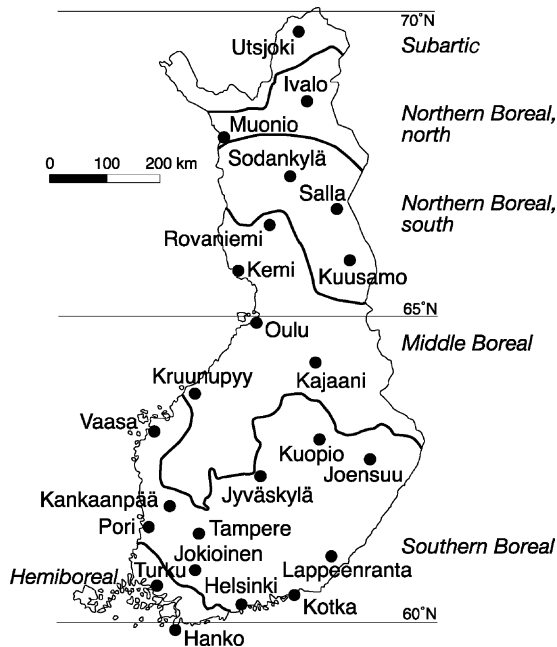 70˚N
Utsjoki
Subartic
Ivalo
Northern Boreal,
north
Muonio
Sodankylä
0 100 200 km
Salla
Northern Boreal,
south
Rovaniemi
Kemi
Kuusamo
65˚N
Oulu
Middle Boreal
Kruunupyy
Kajaani
Vaasa
Kuopio
Joensuu
Jyväskylä
Kankaanpää
Pori
Tampere
Jokioinen
Southern Boreal
Lappeenranta
Hemiboreal
Turku
Helsinki
Kotka
60˚N
Hanko